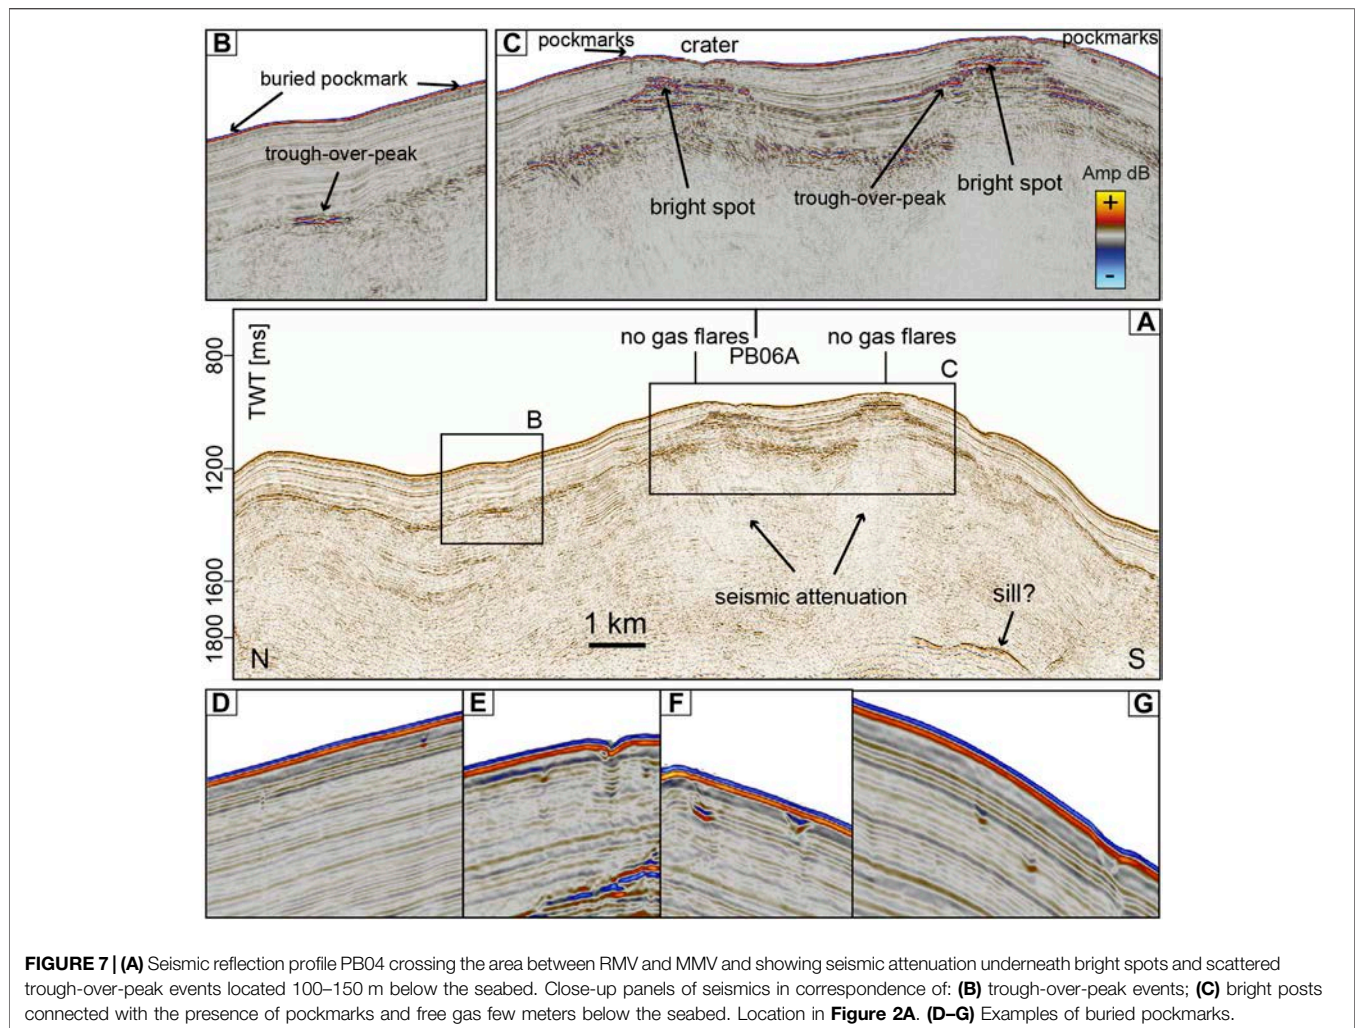 B
buried pockmark
trough-over-peak
C
pockmarks
crater
pockmarks
bright spot
trough-over-peak
bright spot
Amp dB
+
-
A
no gas flares
PB06A
no gas flares
TWT [ms]
800
1200
1600
1800
B
C
seismic attenuation
sill?
1 km
N
S
D
E
F
G
FIGURE 7 | (A) Seismic reflection profile PB04 crossing the area between RMV and MMV and showing seismic attenuation underneath bright spots and scattered
trough-over-peak events located 100–150 m below the seabed. Close-up panels of seismics in correspondence of: (B) trough-over-peak events; (C) bright posts
connected with the presence of pockmarks and free gas few meters below the seabed. Location in Figure 2A. (D–G) Examples of buried pockmarks.